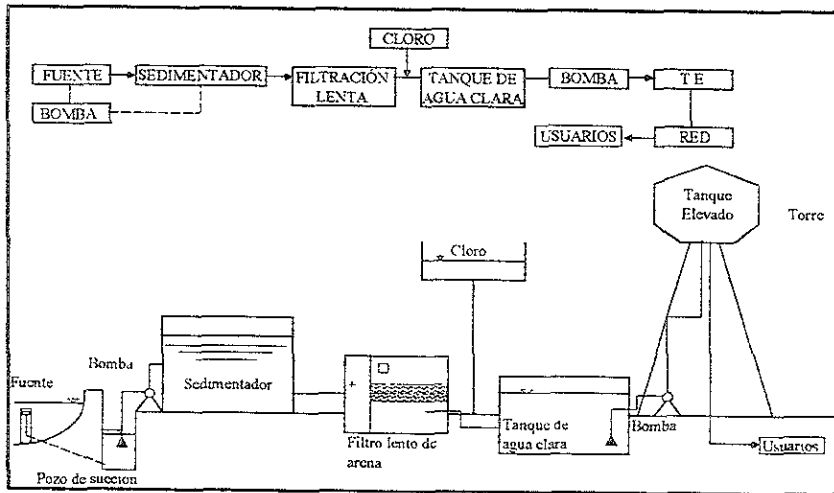 CLORO
FUENTE
SEDIMENTADOR
FILTRACIÓN
LENTA
TANQUE DE
AGUA CLARA
BOMBA
T E
BOMBA
USUARIOS
RED
Tanque
Elevado
Torre
Cloro
Bomba
Fuente
Sedimentador
Filtro lento de
arena
Tanque de
agua clara
Bomba
Usuarios
Pozo de succion